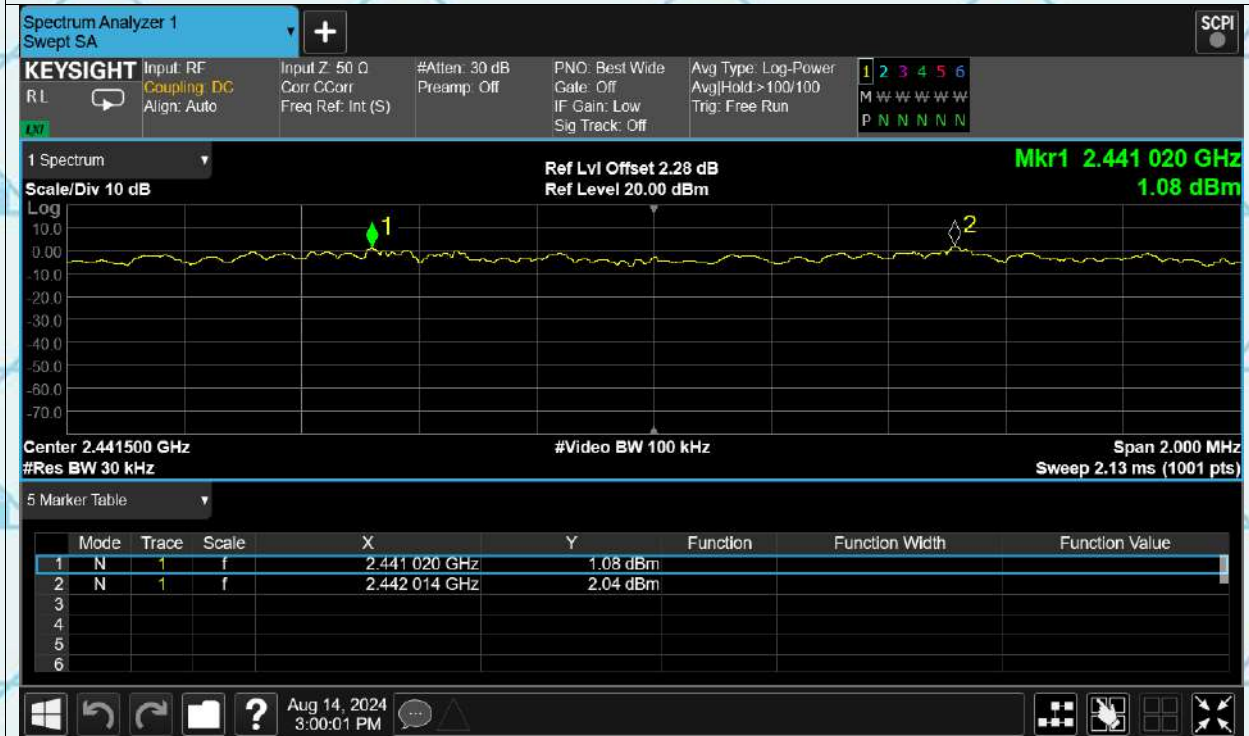 Spectrum Analyzer 1
Swept SA
+
SCPI
KEYSIGHT
RL
LXI
Input: RF
Coupling: DC
Align: Auto
Input Z: 50 Ω
Corr CCorr
Freq Ref: Int (S)
#Atten: 30 dB
Preamp: Off
PNO: Best Wide
Gate: Off
IF Gain: Low
Sig Track: Off
Avg Type: Log-Power
Avg|Hold:>100/100
Trig: Free Run
1 2 3 4 5 6
M W W W W W
P N N N N N
1 Spectrum
Scale/Div 10 dB
Ref Lvl Offset 2.28 dB
Ref Level 20.00 dBm
Mkr1 2.441 020 GHz
1.08 dBm
Log
10.0
0.00
-10.0
-20.0
-30.0
-40.0
-50.0
-60.0
-70.0
1
2
Center 2.441500 GHz
#Res BW 30 kHz
#Video BW 100 kHz
Span 2.000 MHz
Sweep 2.13 ms (1001 pts)
5 Marker Table
Mode Trace Scale X Y Function Function Width Function Value
1 N 1 f 2.441 020 GHz 1.08 dBm
2 N 1 f 2.442 014 GHz 2.04 dBm
3
4
5
6
?
Aug 14, 2024
3:00:01 PM